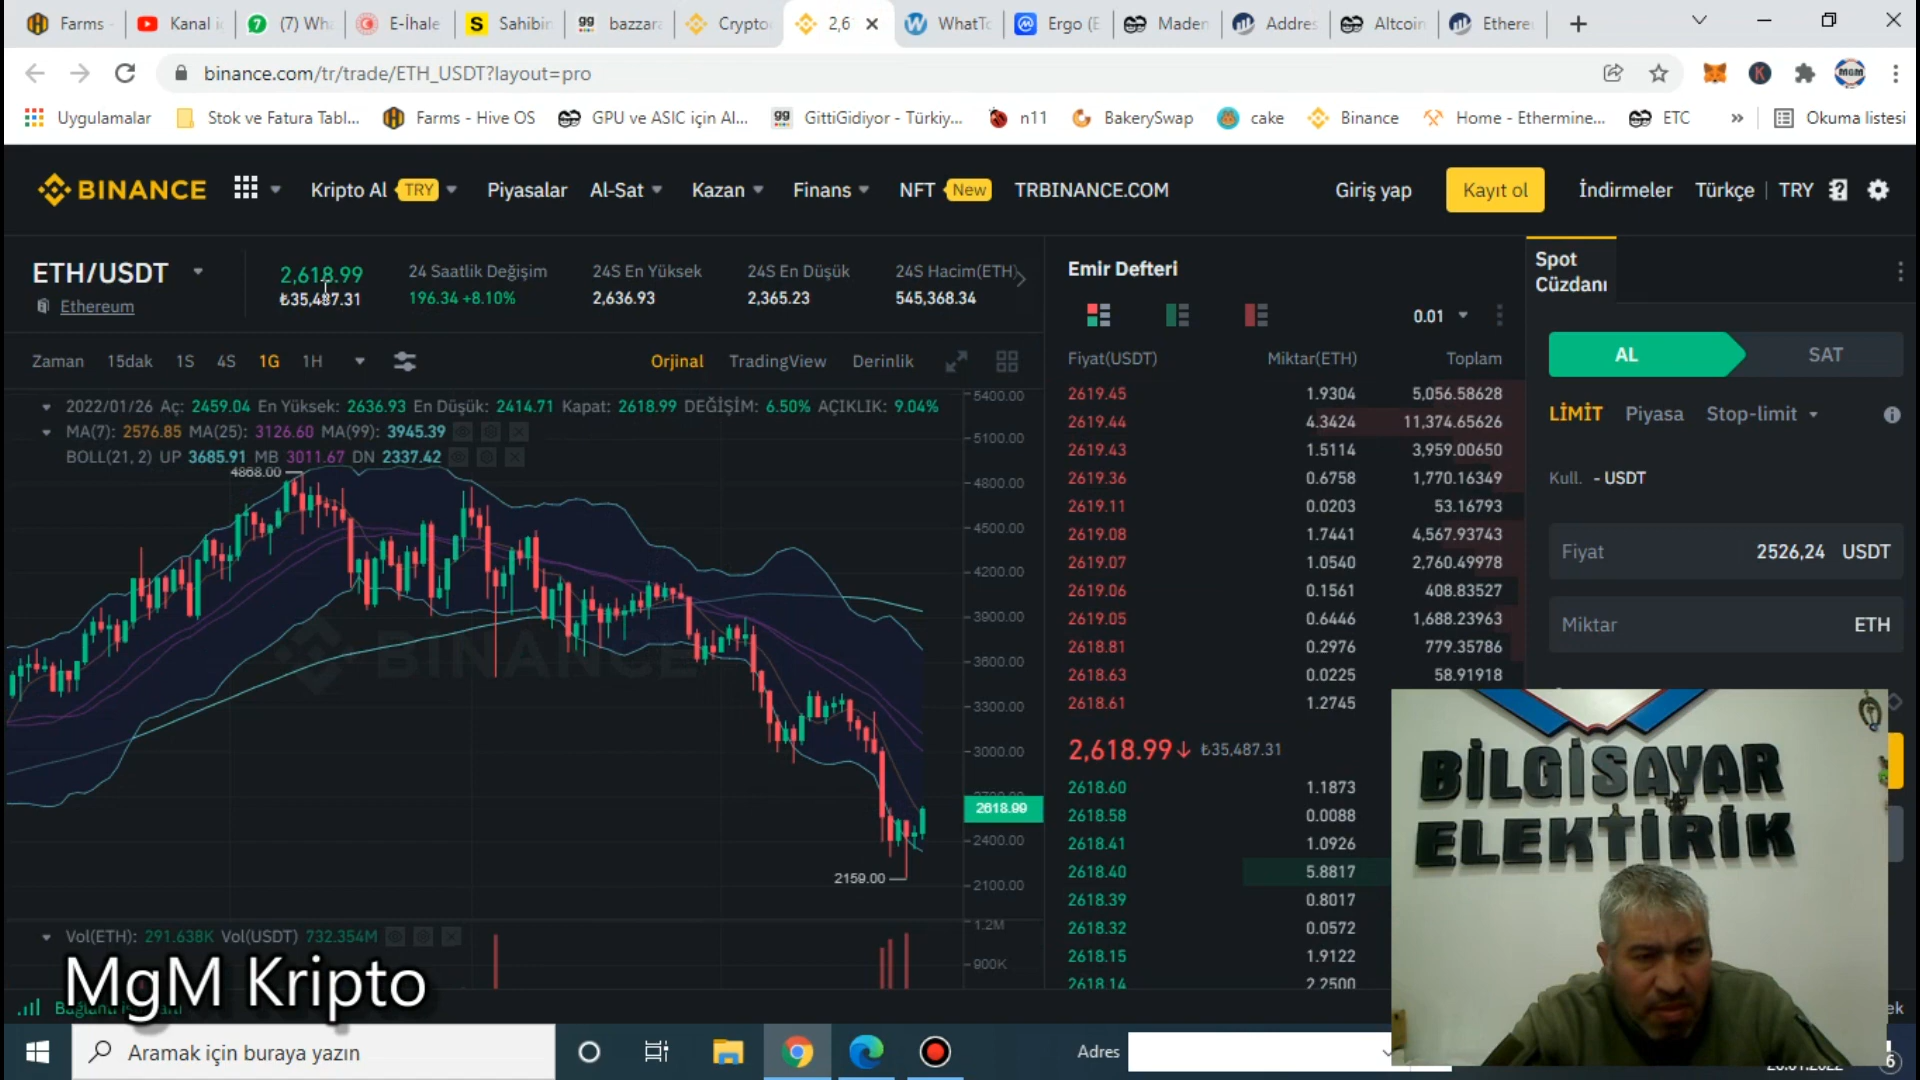 Farms
Kanal
(7) Wha
E-İhale
Sahibin
gg bazzara
Crypto
2,6
WhatTo
Ergo (E
Maden
Addres
Altcoin
Ethere
binance.com/tr/trade/ETH_USDT?layout=pro
K
MGM
Uygulamalar
Stok ve Fatura Tabl...
Farms - Hive OS
GPU ve ASIC için Al...
gg GittiGidiyor - Türkiy...
n11
BakerySwap
cake
Binance
Home - Ethermine...
ETC
»
Okuma listesi
BINANCE
Kripto Al TRY
Piyasalar
Al-Sat
Kazan
Finans
NFT New
TRBINANCE.COM
Giriş yap
Kayıt ol
İndirmeler
Türkçe | TRY
ETH/USDT
Ethereum
2,618.99
₺35,487.31
24 Saatlik Değişim
196.34 +8.10%
24S En Yüksek
2,636.93
24S En Düşük
2,365.23
24S Hacim(ETH)
545,368.34
Zaman 15dak 1S 4S 1G 1H
Orjinal TradingView Derinlik
2022/01/26 Aç: 2459.04 En Yüksek: 2636.93 En Düşük: 2414.71 Kapat: 2618.99 DEĞİŞİM: 6.50% AÇIKLIK: 9.04%
MA(7): 2576.85 MA(25): 3126.60 MA(99): 3945.39
BOLL(21, 2) UP 3685.91 MB 3011.67 DN 2337.42
4868.00
2159.00
BINANCE
5400.00
5100.00
4800.00
4500.00
4200.00
3900.00
3600.00
3300.00
3000.00
2618.99
2400.00
2100.00
1.2M
900K
Vol(ETH): 291.638K Vol(USDT) 732.354M
Emir Defteri
0.01
Fiyat(USDT) Miktar(ETH) Toplam
2619.45 1.9304 5,056.58628
2619.44 4.3424 11,374.65626
2619.43 1.5114 3,959.00650
2619.36 0.6758 1,770.16349
2619.11 0.0203 53.16793
2619.08 1.7441 4,567.93743
2619.07 1.0540 2,760.49978
2619.06 0.1561 408.83527
2619.05 0.6446 1,688.23963
2618.81 0.2976 779.35786
2618.63 0.0225 58.91918
2618.61 1.2745
2,618.99↓ ₺35,487.31
2618.60 1.1873
2618.58 0.0088
2618.41 1.0926
2618.40 5.8817
2618.39 0.8017
2618.32 0.0572
2618.15 1.9122
2618.14 2.2500
Spot
Cüzdanı
AL
SAT
LİMİT Piyasa Stop-limit
Kull. - USDT
Fiyat 2526,24 USDT
Miktar ETH
BİLGİSAYAR
ELEKTİRİK
MgM Kripto
Aramak için buraya yazın
Adres